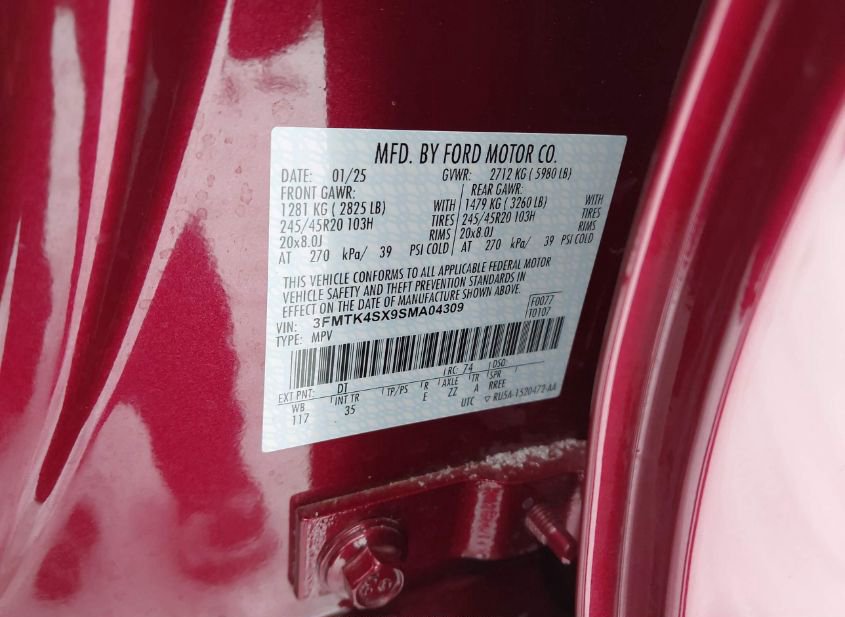 MFD. BY FORD MOTOR CO.
DATE: 01/25 GVWR: 2712 KG ( 5980 LB)
FRONT GAWR: REAR GAWR:
1281 KG ( 2825 LB) WITH 1479 KG ( 3260 LB) WITH
245/45R20 103H TIRES 245/45R20 103H TIRES
20x8.0J RIMS 20x8.0J RIMS
AT 270 kPa/ 39 PSI COLD AT 270 kPa/ 39 PSI COLD
THIS VEHICLE CONFORMS TO ALL APPLICABLE FEDERAL MOTOR
VEHICLE SAFETY AND THEFT PREVENTION STANDARDS IN
EFFECT ON THE DATE OF MANUFACTURE SHOWN ABOVE.
VIN: 3FMTK4SX9SMA04309 F0077
TYPE: MPV T0107
EXT PNT: DT RC: 74 DSO:
WB INT TR TP/PS R AXLE TR SPR
117 35 E ZZ A RREE
UTC ▽ RU5A-1520472-AA